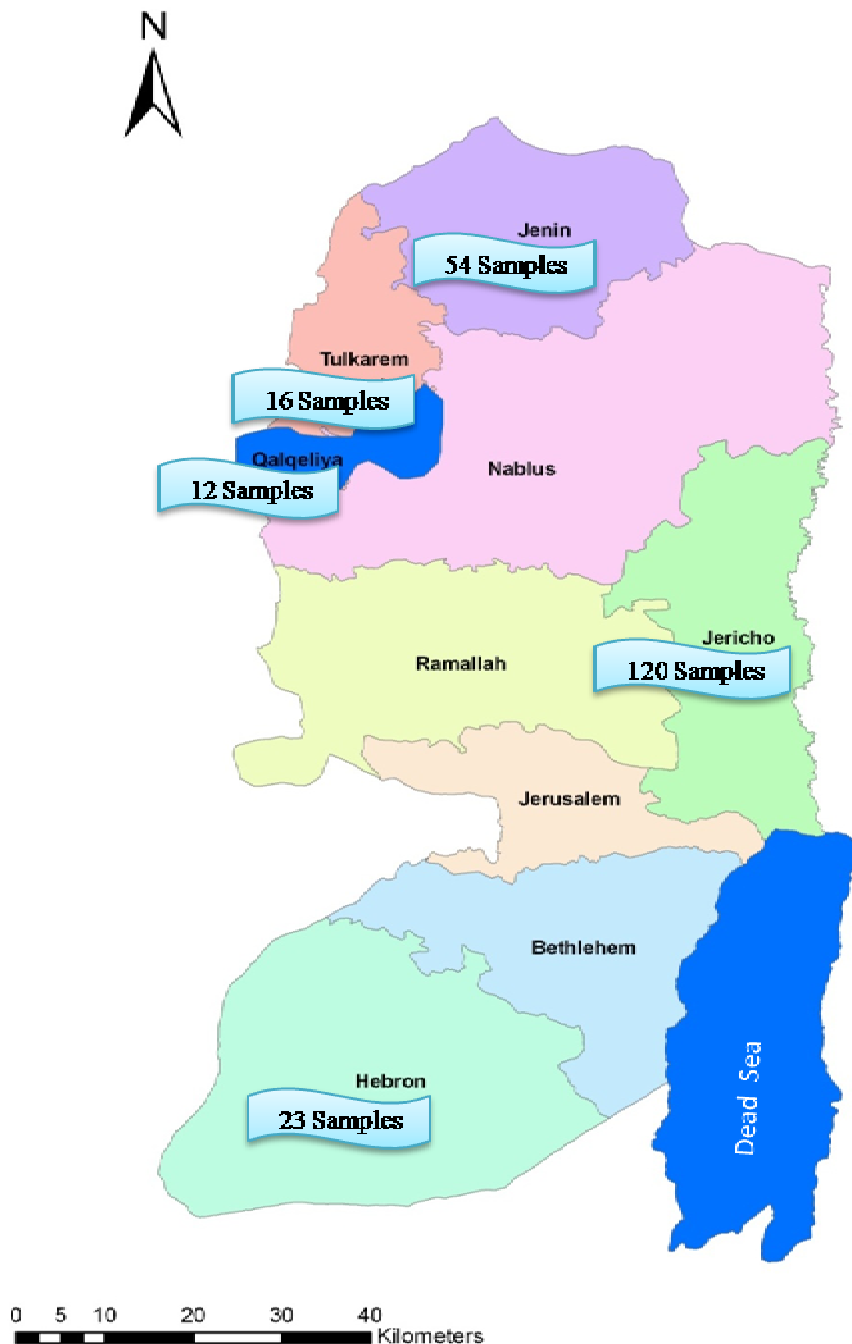 N
Jenin
54 Samples
Tulkarem
16 Samples
Qalqeliya
12 Samples
Nablus
Jericho
120 Samples
Ramallah
Jerusalem
Bethlehem
Hebron
23 Samples
Dead Sea
0 5 10 20 30 40
Kilometers